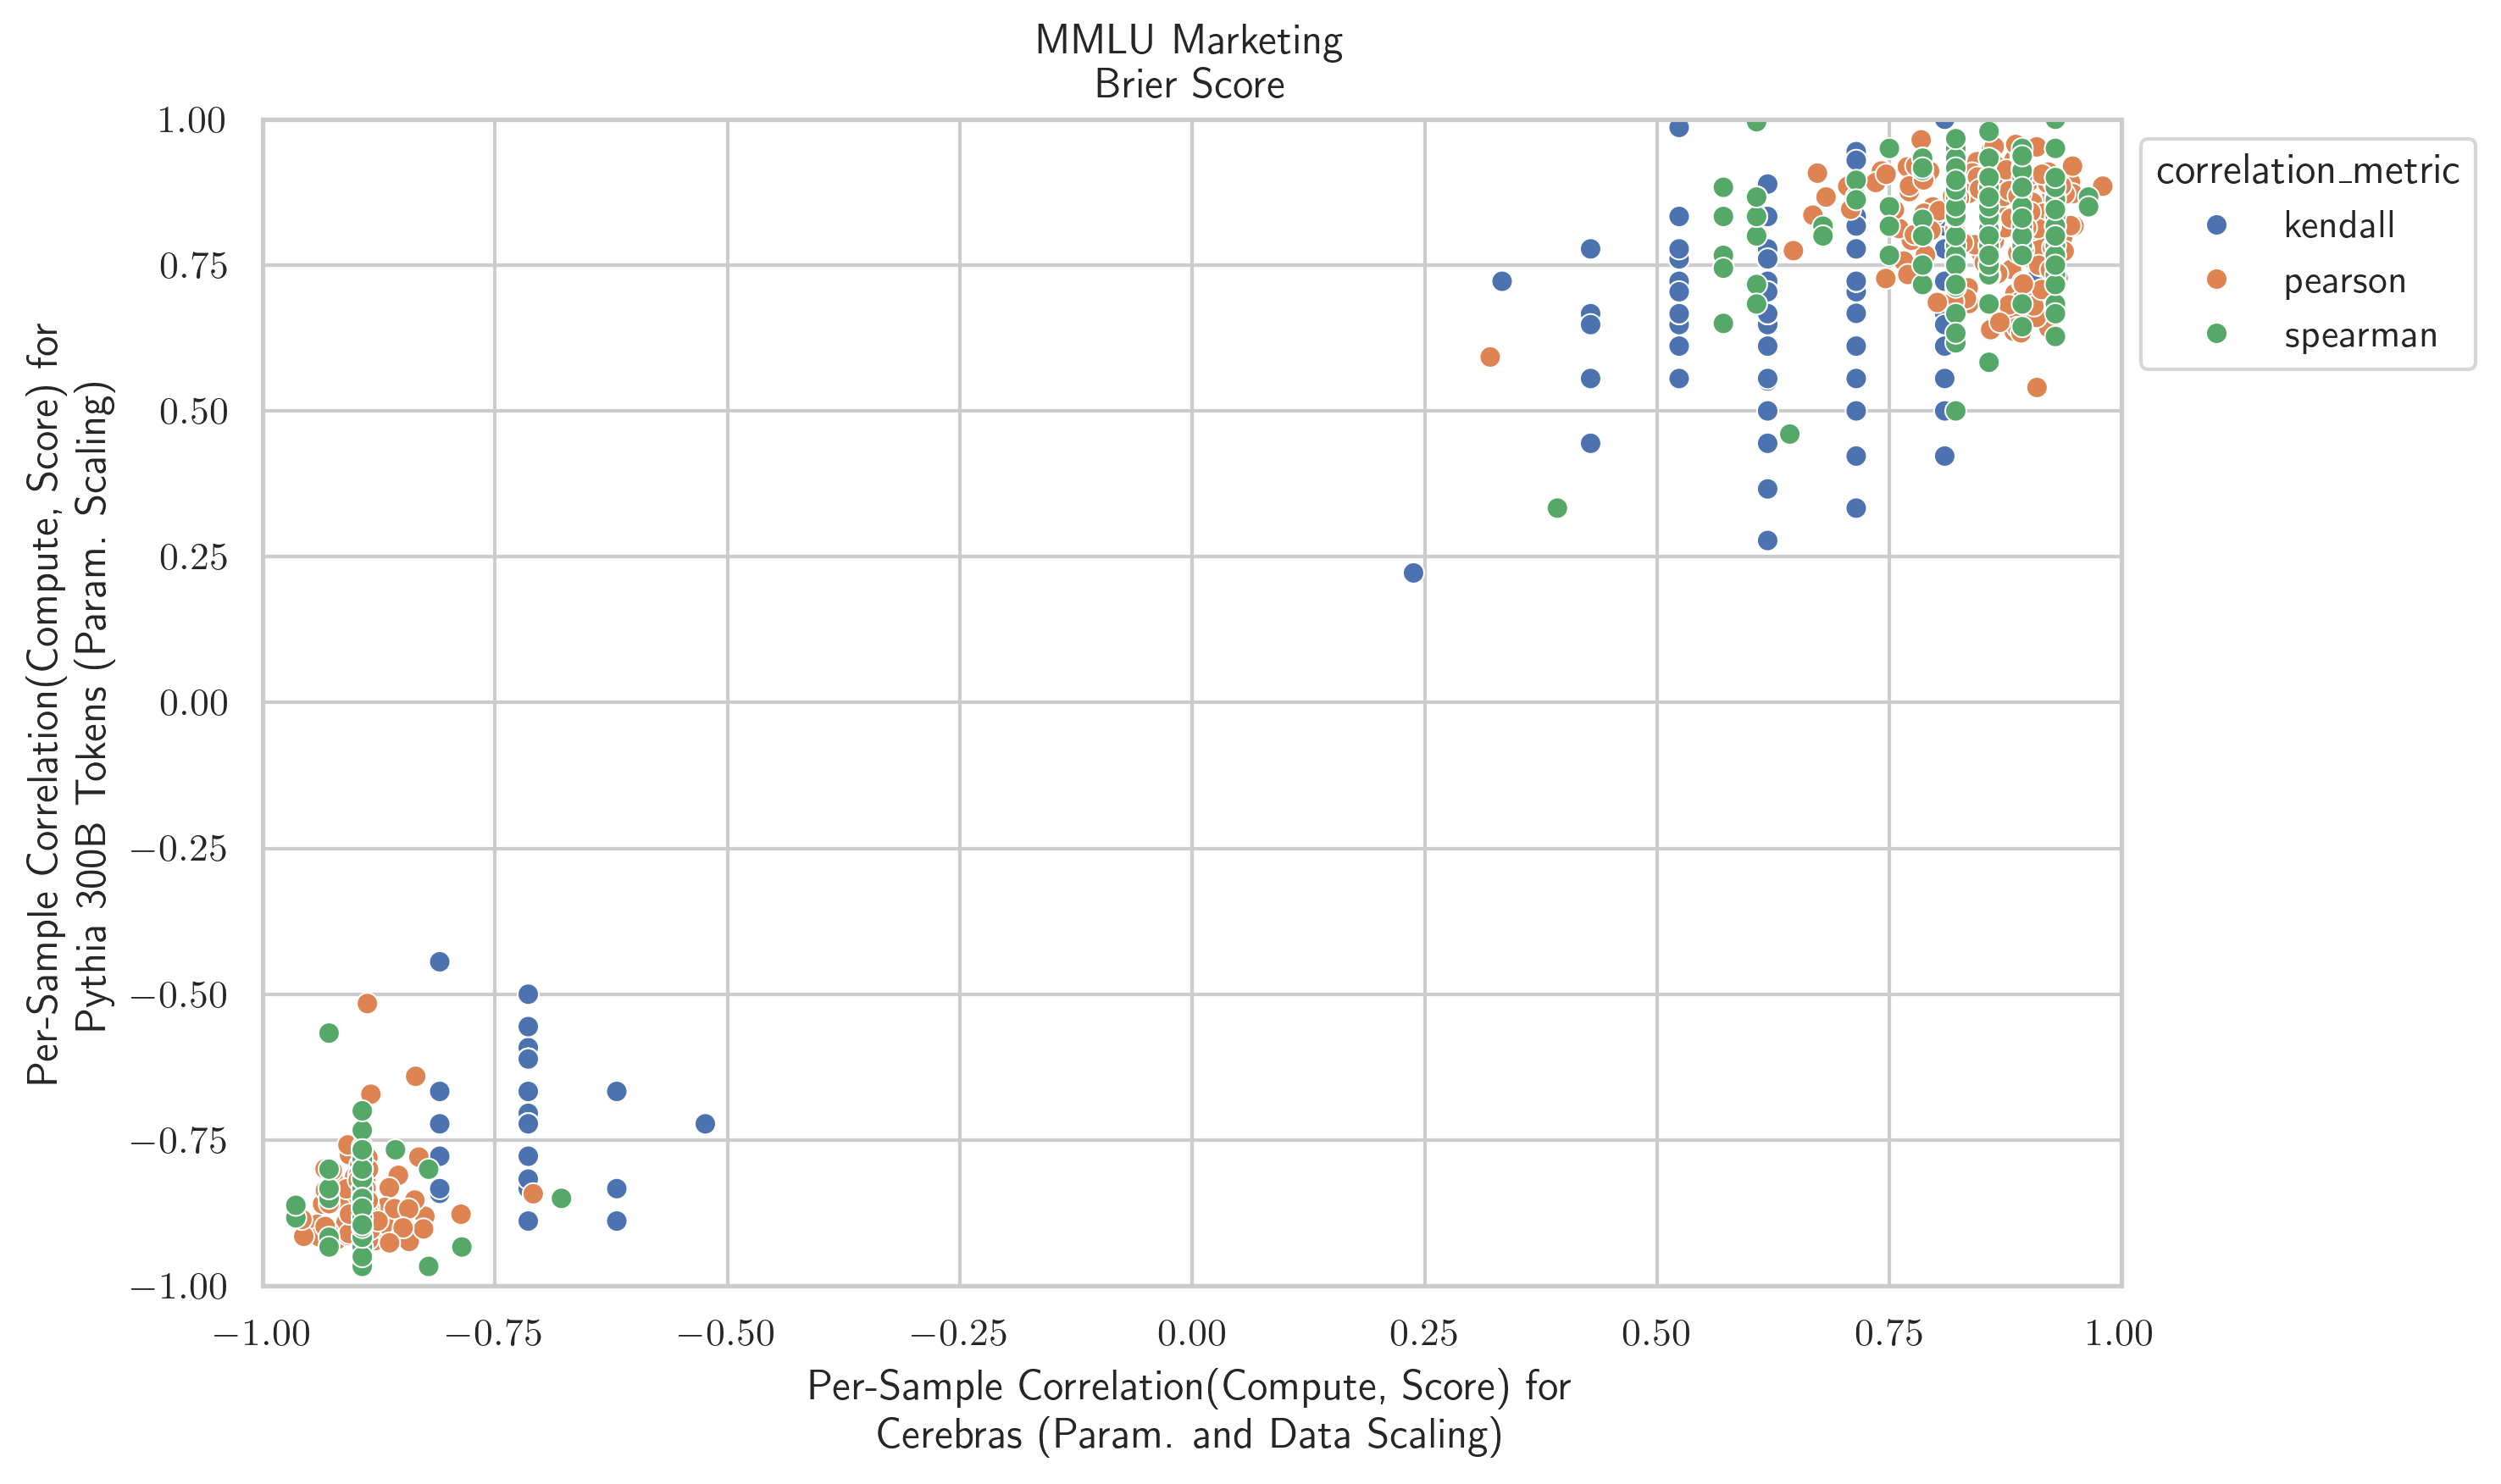 MMLU Marketing
Brier Score
Per-Sample Correlation(Compute, Score) for
Pythia 300B Tokens (Param. Scaling)
1.00
0.75
0.50
0.25
0.00
−0.25
−0.50
−0.75
−1.00
−1.00 −0.75 −0.50 −0.25 0.00 0.25 0.50 0.75 1.00
Per-Sample Correlation(Compute, Score) for
Cerebras (Param. and Data Scaling)
correlation_metric
kendall
pearson
spearman